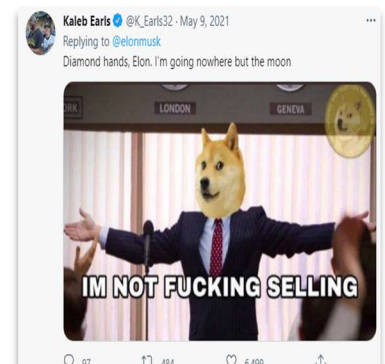 Kaleb Earls @K_Earls32 · May 9, 2021 ...
Replying to @elonmusk
Diamond hands, Elon. I'm going nowhere but the moon
LONDON
GENEVA
IM NOT FUCKING SELLING